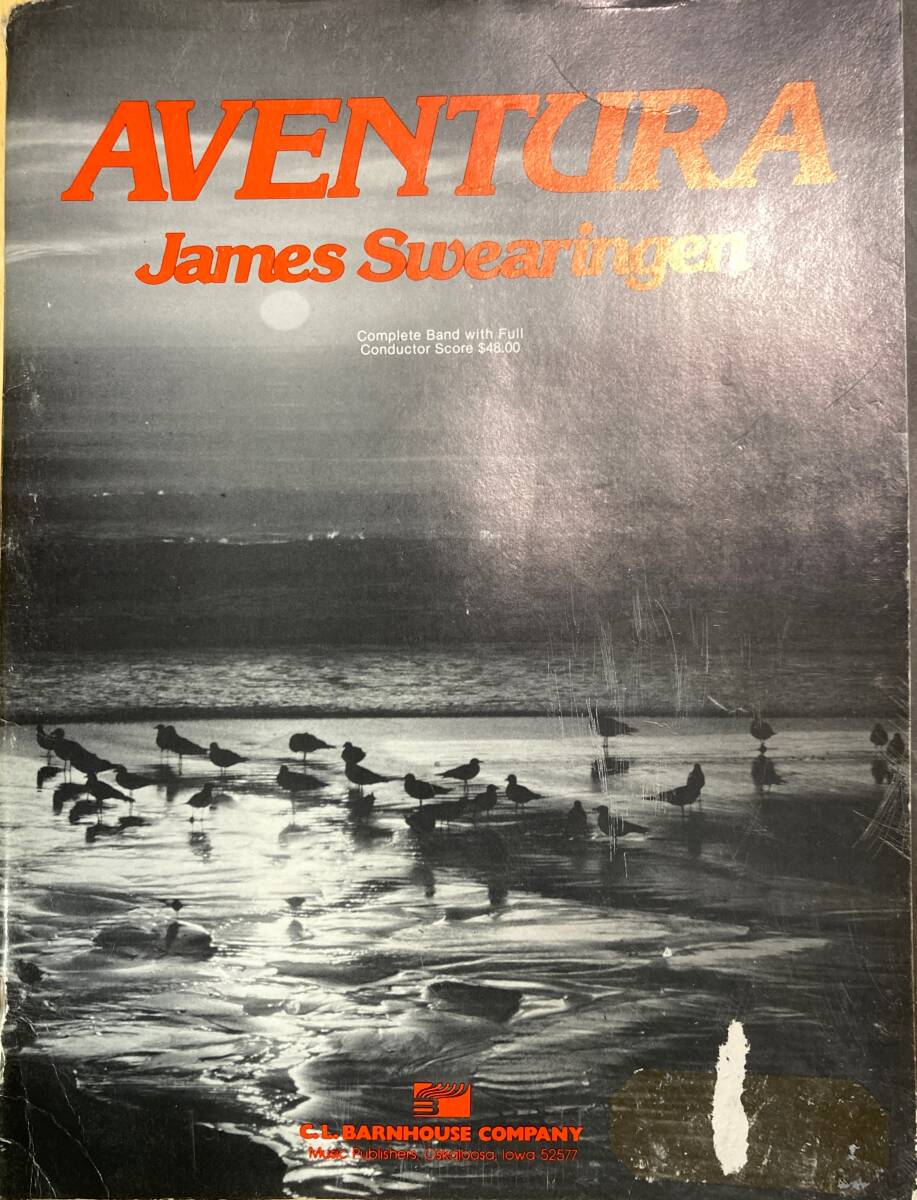 AVENTURA
James Swearingen
Complete Band with Full
Conductor Score $48.00
C.L. BARNHOUSE COMPANY
Music Publishers, Oskaloosa, Iowa 52577